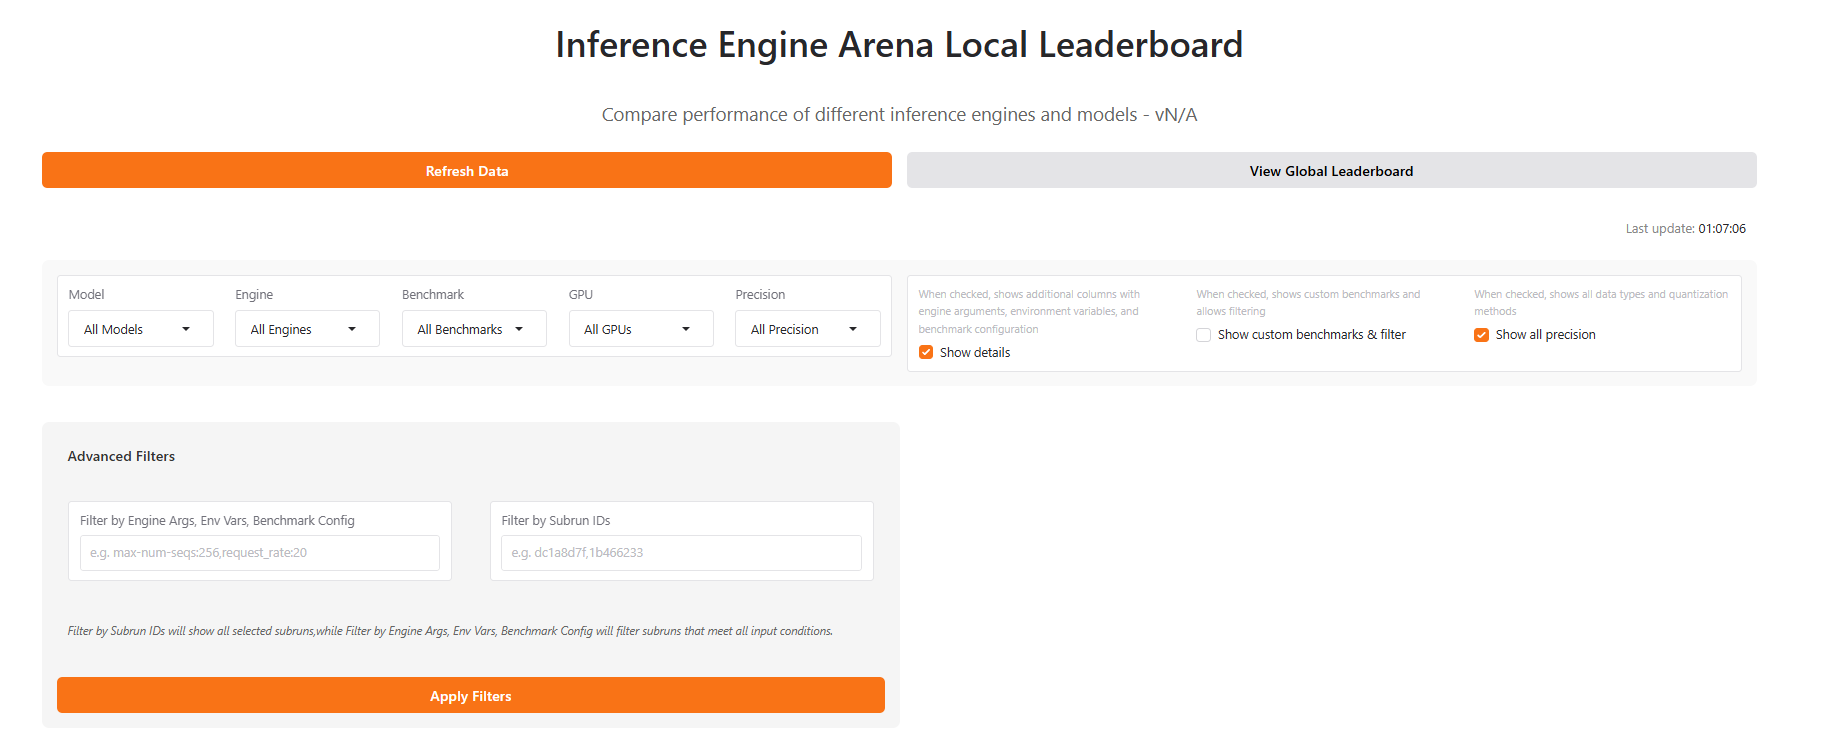 Inference Engine Arena Local Leaderboard
Compare performance of different inference engines and models - vN/A
Refresh Data
View Global Leaderboard
Last update: 01:07:06
Model
All Models
Engine
All Engines
Benchmark
All Benchmarks
GPU
All GPUs
Precision
All Precision
When checked, shows additional columns with
engine arguments, environment variables, and
benchmark configuration
Show details
When checked, shows custom benchmarks and
allows filtering
Show custom benchmarks & filter
When checked, shows all data types and quantization
methods
Show all precision
Advanced Filters
Filter by Engine Args, Env Vars, Benchmark Config
e.g. max-num-seqs:256,request_rate:20
Filter by Subrun IDs
e.g. dc1a8d7f,1b466233
Filter by Subrun IDs will show all selected subruns,while Filter by Engine Args, Env Vars, Benchmark Config will filter subruns that meet all input conditions.
Apply Filters